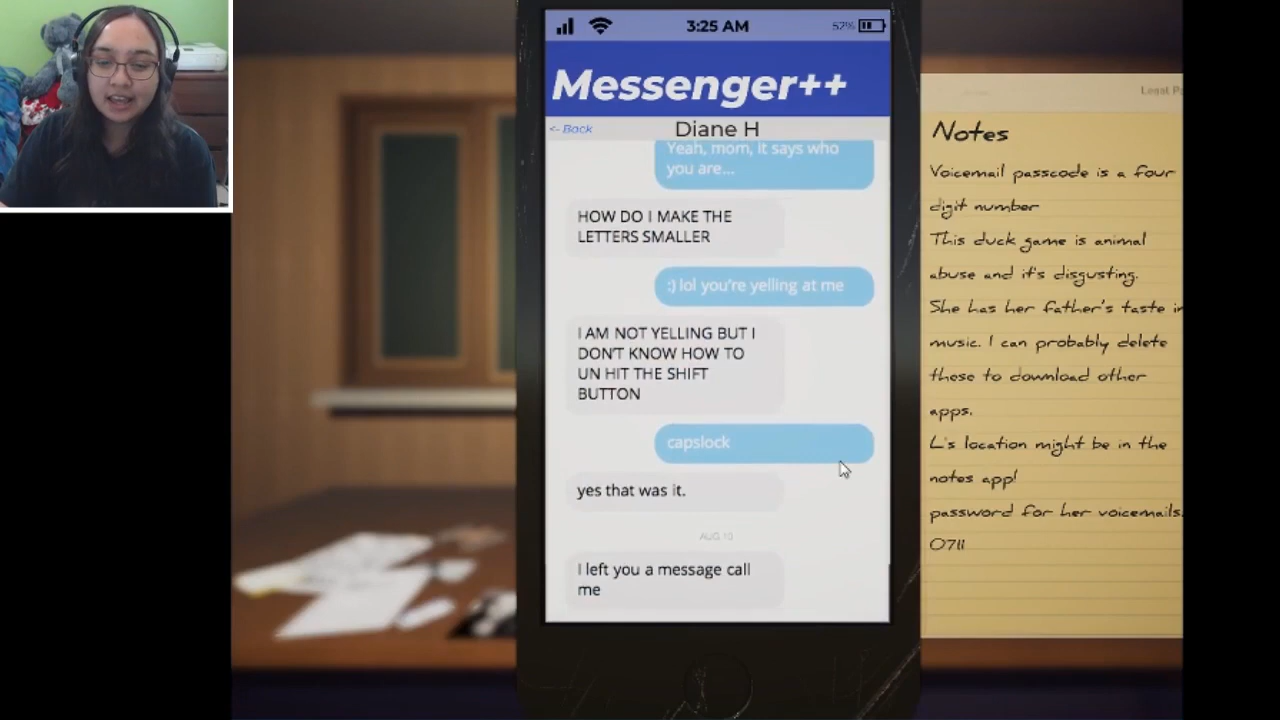 3:25 AM
52%
Messenger++
<- Back
Diane H
Yeah, mom, it says who
you are...
HOW DO I MAKE THE
LETTERS SMALLER
:) lol you're yelling at me
I AM NOT YELLING BUT I
DON'T KNOW HOW TO
UN HIT THE SHIFT
BUTTON
capslock
yes that was it.
AUG 10
I left you a message call
me
Legal P
Notes
Voicemail passcode is a four
digit number
This duck game is animal
abuse and it's disgusting.
She has her father's taste in
music. I can probably delete
these to download other
apps.
L's location might be in the
notes app!
password for her voicemails.
0711